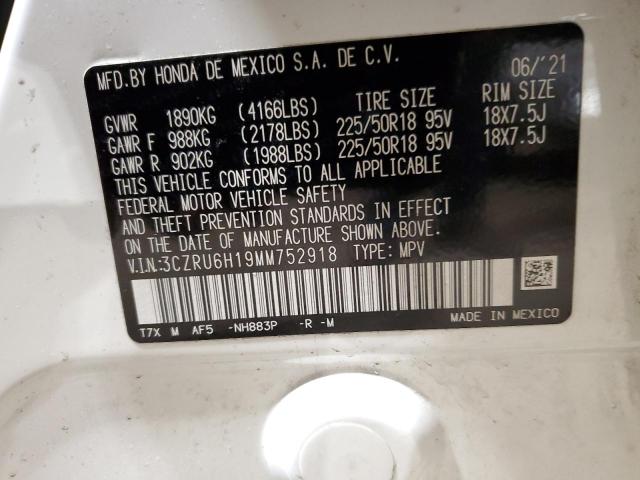 MFD.BY HONDA DE MEXICO S.A. DE C.V. 06/'21
GVWR 1890KG (4166LBS) TIRE SIZE RIM SIZE
GAWR F 988KG (2178LBS) 225/50R18 95V 18X7.5J
GAWR R 902KG (1988LBS) 225/50R18 95V 18X7.5J
THIS VEHICLE CONFORMS TO ALL APPLICABLE
FEDERAL MOTOR VEHICLE SAFETY
AND THEFT PREVENTION STANDARDS IN EFFECT
ON THE DATE OF MANUFACTURE SHOWN ABOVE.
V.I.N:3CZRU6H19MM752918 TYPE: MPV
T7X M AF5 -NH883P -R -M MADE IN MEXICO